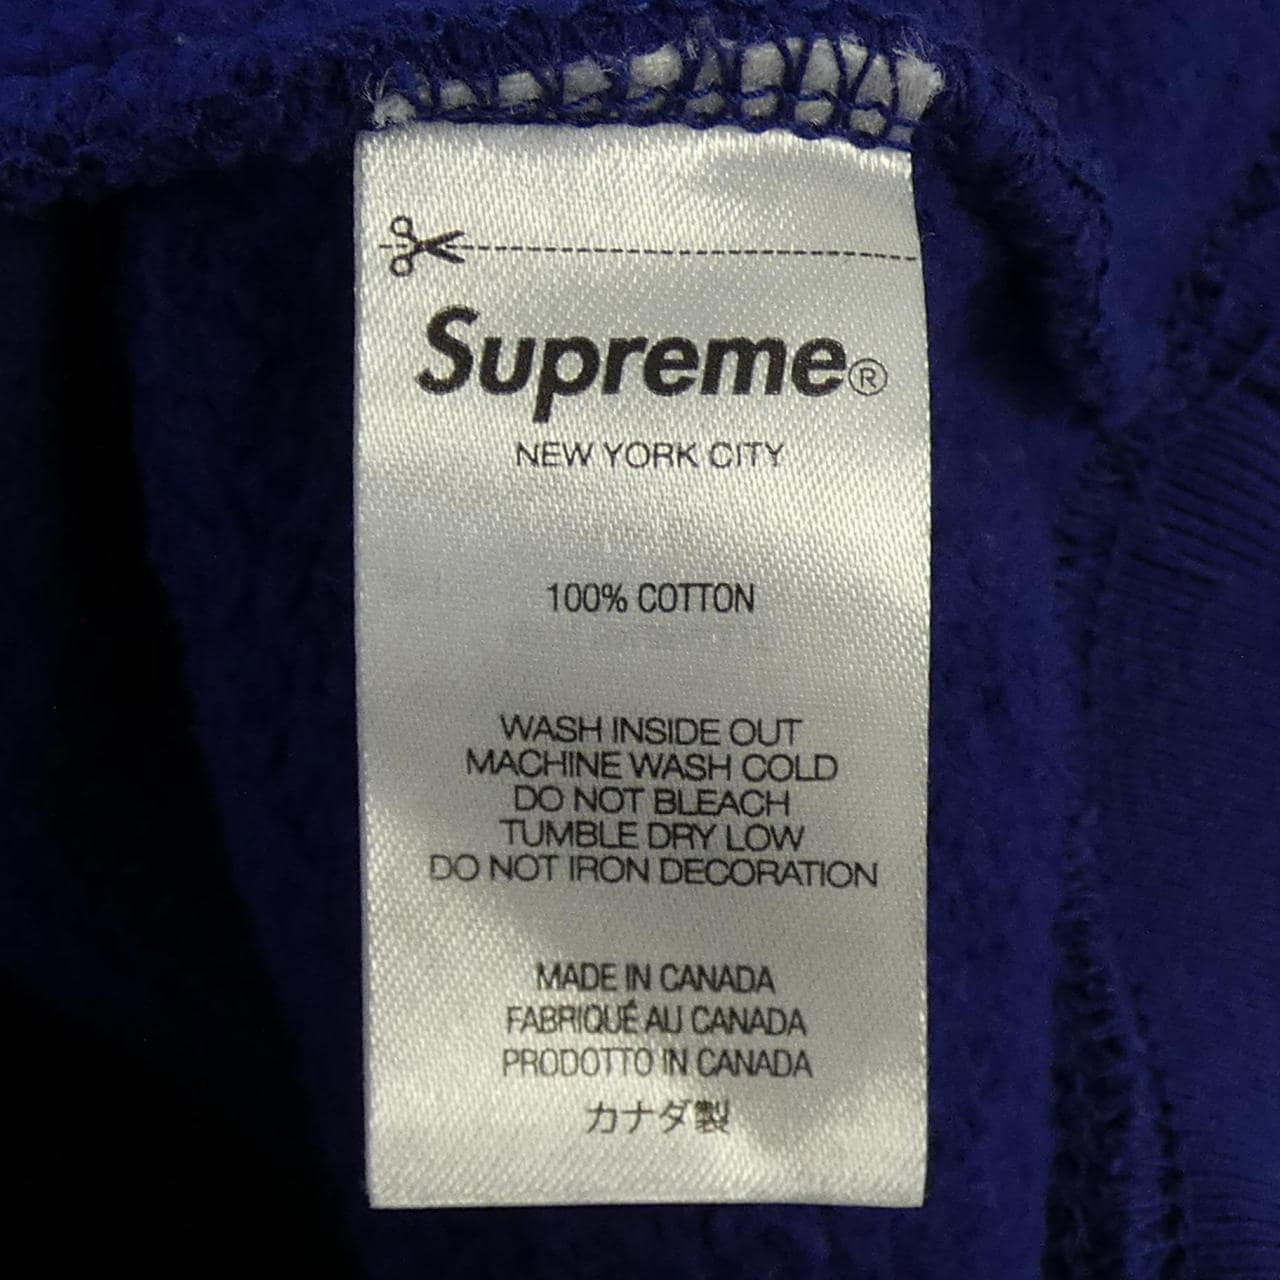 Supreme®
NEW YORK CITY
100% COTTON
WASH INSIDE OUT
MACHINE WASH COLD
DO NOT BLEACH
TUMBLE DRY LOW
DO NOT IRON DECORATION
MADE IN CANADA
FABRIQUÉ AU CANADA
PRODOTTO IN CANADA
カナダ製